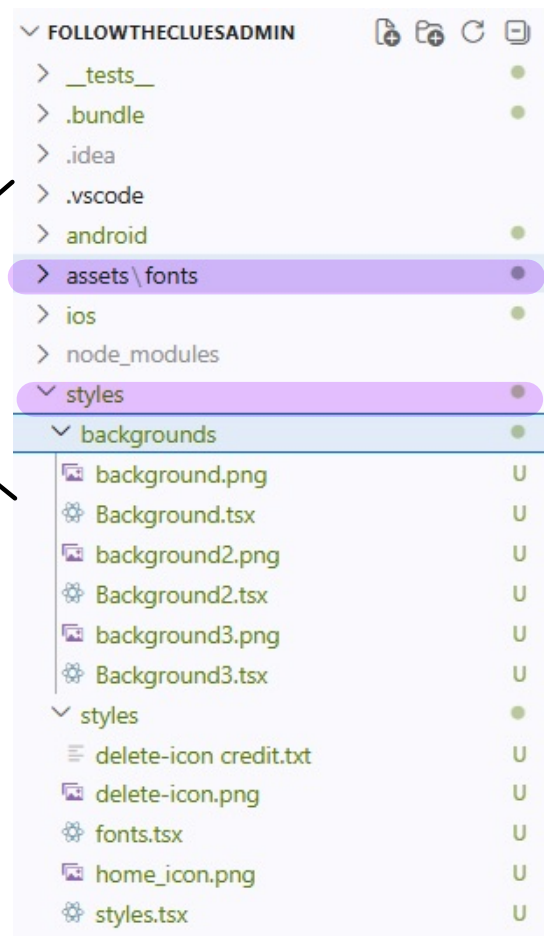 FOLLOWTHECLUESADMIN
__tests__
.bundle
.idea
.vscode
android
assets\fonts
ios
node_modules
styles
backgrounds
background.png U
Background.tsx U
background2.png U
Background2.tsx U
background3.png U
Background3.tsx U
styles
delete-icon credit.txt U
delete-icon.png U
fonts.tsx U
home_icon.png U
styles.tsx U